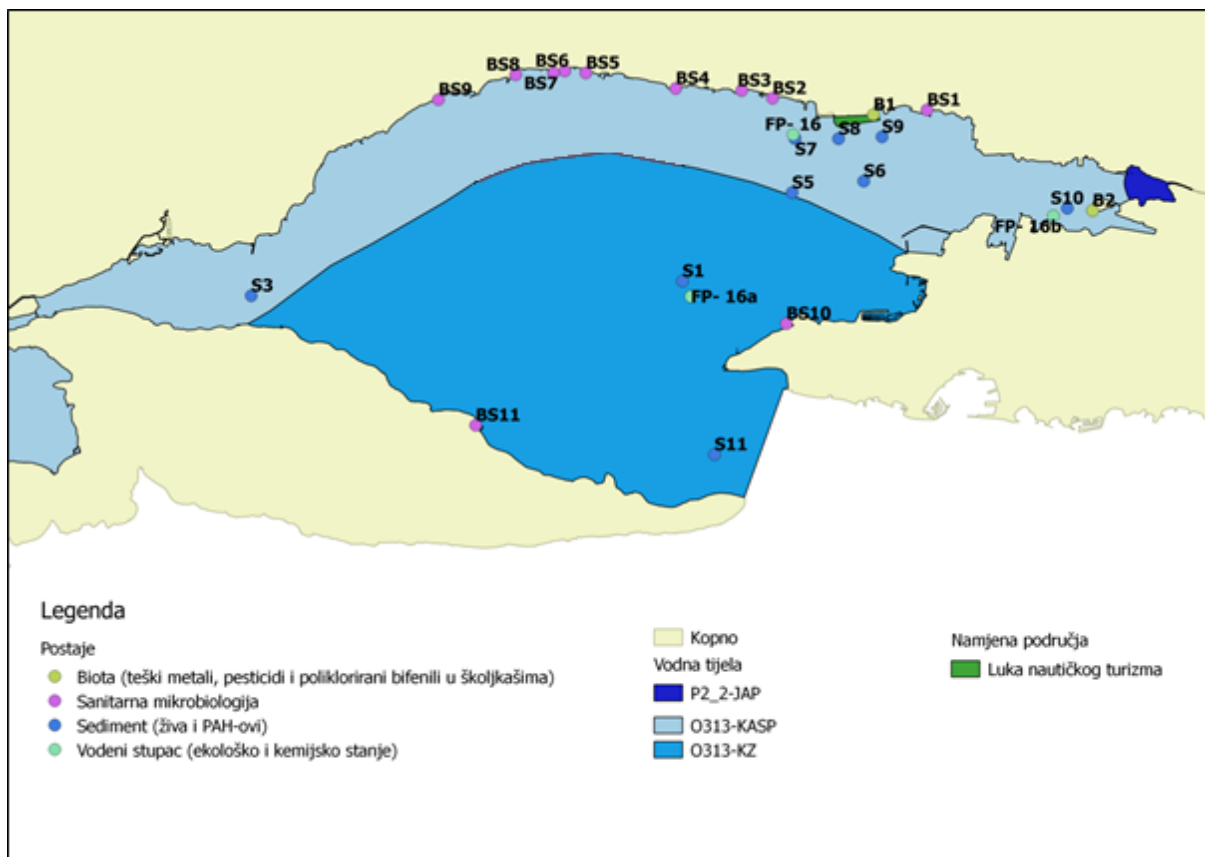 BS8
BS6
BS5
BS7
BS9
BS4
BS3
BS2
B1
BS1
FP- 16
S8
S9
S7
S6
S5
S10
B2
FP- 16b
S3
S1
FP- 16a
BS10
BS11
S11
Legenda
Postaje
Biota (teški metali, pesticidi i poliklorirani bifenili u školjkašima)
Sanitarna mikrobiologija
Sediment (živa i PAH-ovi)
Vodeni stupac (ekološko i kemijsko stanje)
Kopno
Vodna tijela
P2_2-JAP
O313-KASP
O313-KZ
Namjena područja
Luka nautičkog turizma